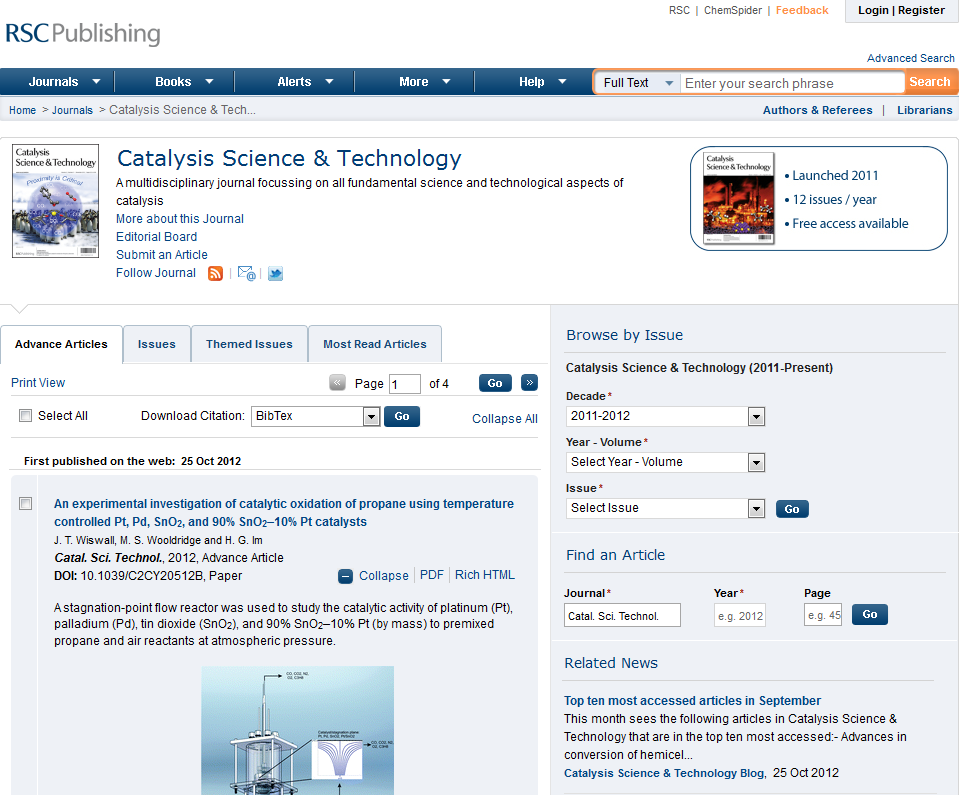 RSC | ChemSpider | Feedback
Login | Register
RSCPublishing
Advanced Search
Journals
Books
Alerts
More
Help
Full Text
Enter your search phrase
Search
Home > Journals > Catalysis Science & Tech...
Authors & Referees | Librarians
Catalysis
Science & Technology
Proximity is Critical
Catalysis Science & Technology
A multidisciplinary journal focussing on all fundamental science and technological aspects of
catalysis
More about this Journal
Editorial Board
Submit an Article
Follow Journal
Catalysis
Science & Technology
• Launched 2011
• 12 issues / year
• Free access available
Advance Articles
Issues
Themed Issues
Most Read Articles
Print View
« Page 1 of 4 Go »
Select All
Download Citation: BibTex Go
Collapse All
First published on the web: 25 Oct 2012
An experimental investigation of catalytic oxidation of propane using temperature
controlled Pt, Pd, SnO2, and 90% SnO2–10% Pt catalysts
J. T. Wiswall, M. S. Wooldridge and H. G. Im
Catal. Sci. Technol., 2012, Advance Article
DOI: 10.1039/C2CY20512B, Paper
Collapse | PDF | Rich HTML
A stagnation-point flow reactor was used to study the catalytic activity of platinum (Pt),
palladium (Pd), tin dioxide (SnO2), and 90% SnO2–10% Pt (by mass) to premixed
propane and air reactants at atmospheric pressure.
Browse by Issue
Catalysis Science & Technology (2011-Present)
Decade*
2011-2012
Year - Volume*
Select Year - Volume
Issue*
Select Issue
Go
Find an Article
Journal* Year* Page
Catal. Sci. Technol. e.g. 2012 e.g. 45 Go
Related News
Top ten most accessed articles in September
This month sees the following articles in Catalysis Science &
Technology that are in the top ten most accessed:- Advances in
conversion of hemicel...
Catalysis Science & Technology Blog, 25 Oct 2012